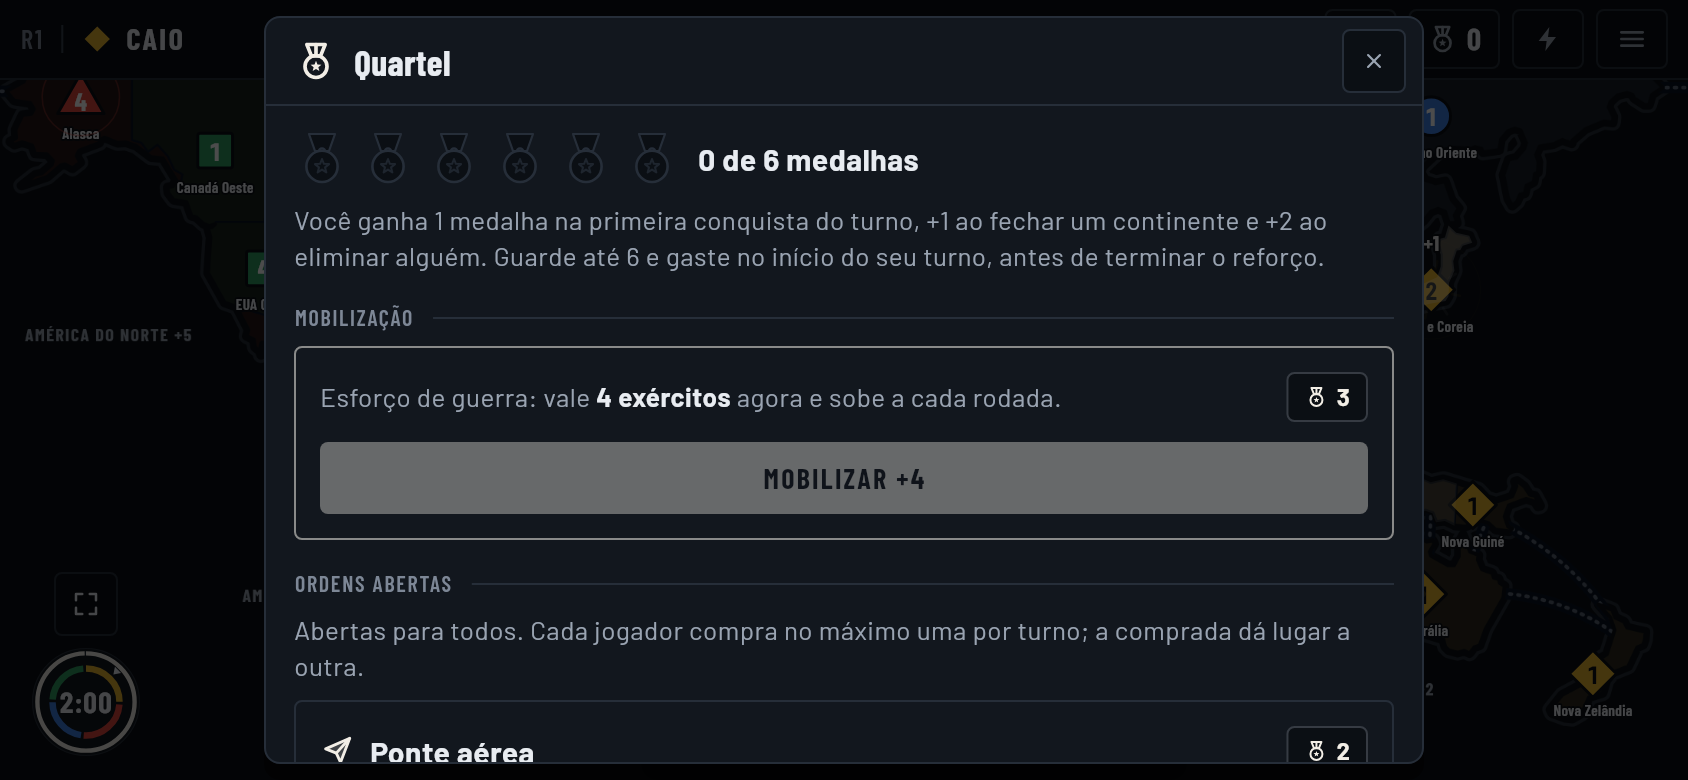 R1
CAIO
Quartel
0
4
Alasca
1
Canadá Oeste
0 de 6 medalhas
1
Oriente
Você ganha 1 medalha na primeira conquista do turno, +1 ao fechar um continente e +2 ao
eliminar alguém. Guarde até 6 e gaste no início do seu turno, antes de terminar o reforço.
+1
4
EUA
2
e Coreia
MOBILIZAÇÃO
AMÉRICA DO NORTE +5
Esforço de guerra: vale 4 exércitos agora e sobe a cada rodada.
3
MOBILIZAR +4
1
Nova Guiné
ORDENS ABERTAS
Abertas para todos. Cada jogador compra no máximo uma por turno; a comprada dá lugar a
outra.
2:00
2
1
Nova Zelândia
Ponte aérea
2